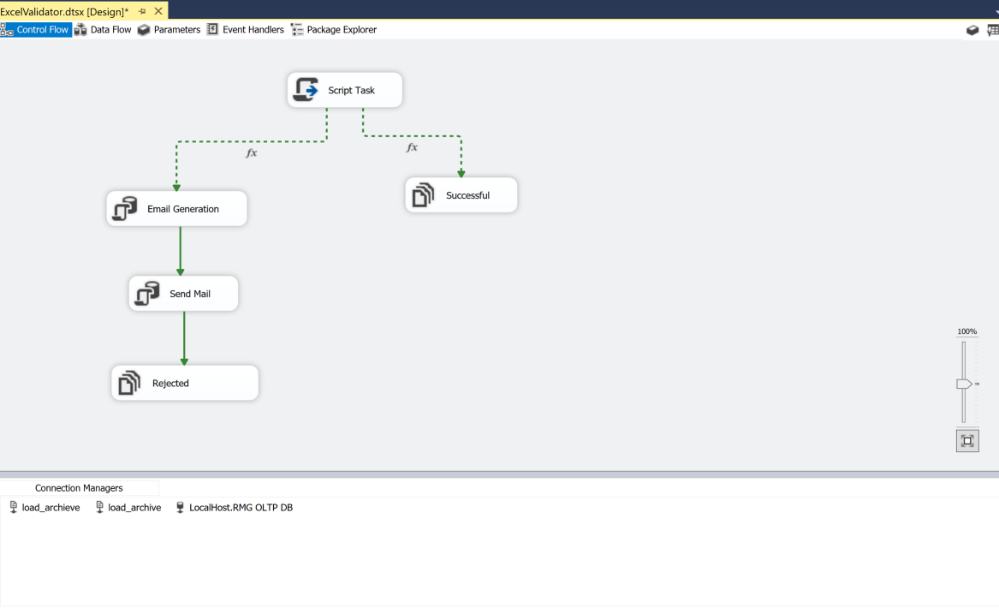 ExcelValidator.dtsx [Design]*
Control Flow Data Flow Parameters Event Handlers Package Explorer
Script Task
fx
fx
Successful
Email Generation
Send Mail
100%
Rejected
Connection Managers
load_archieve load_archive LocalHost.RMG OLTP DB